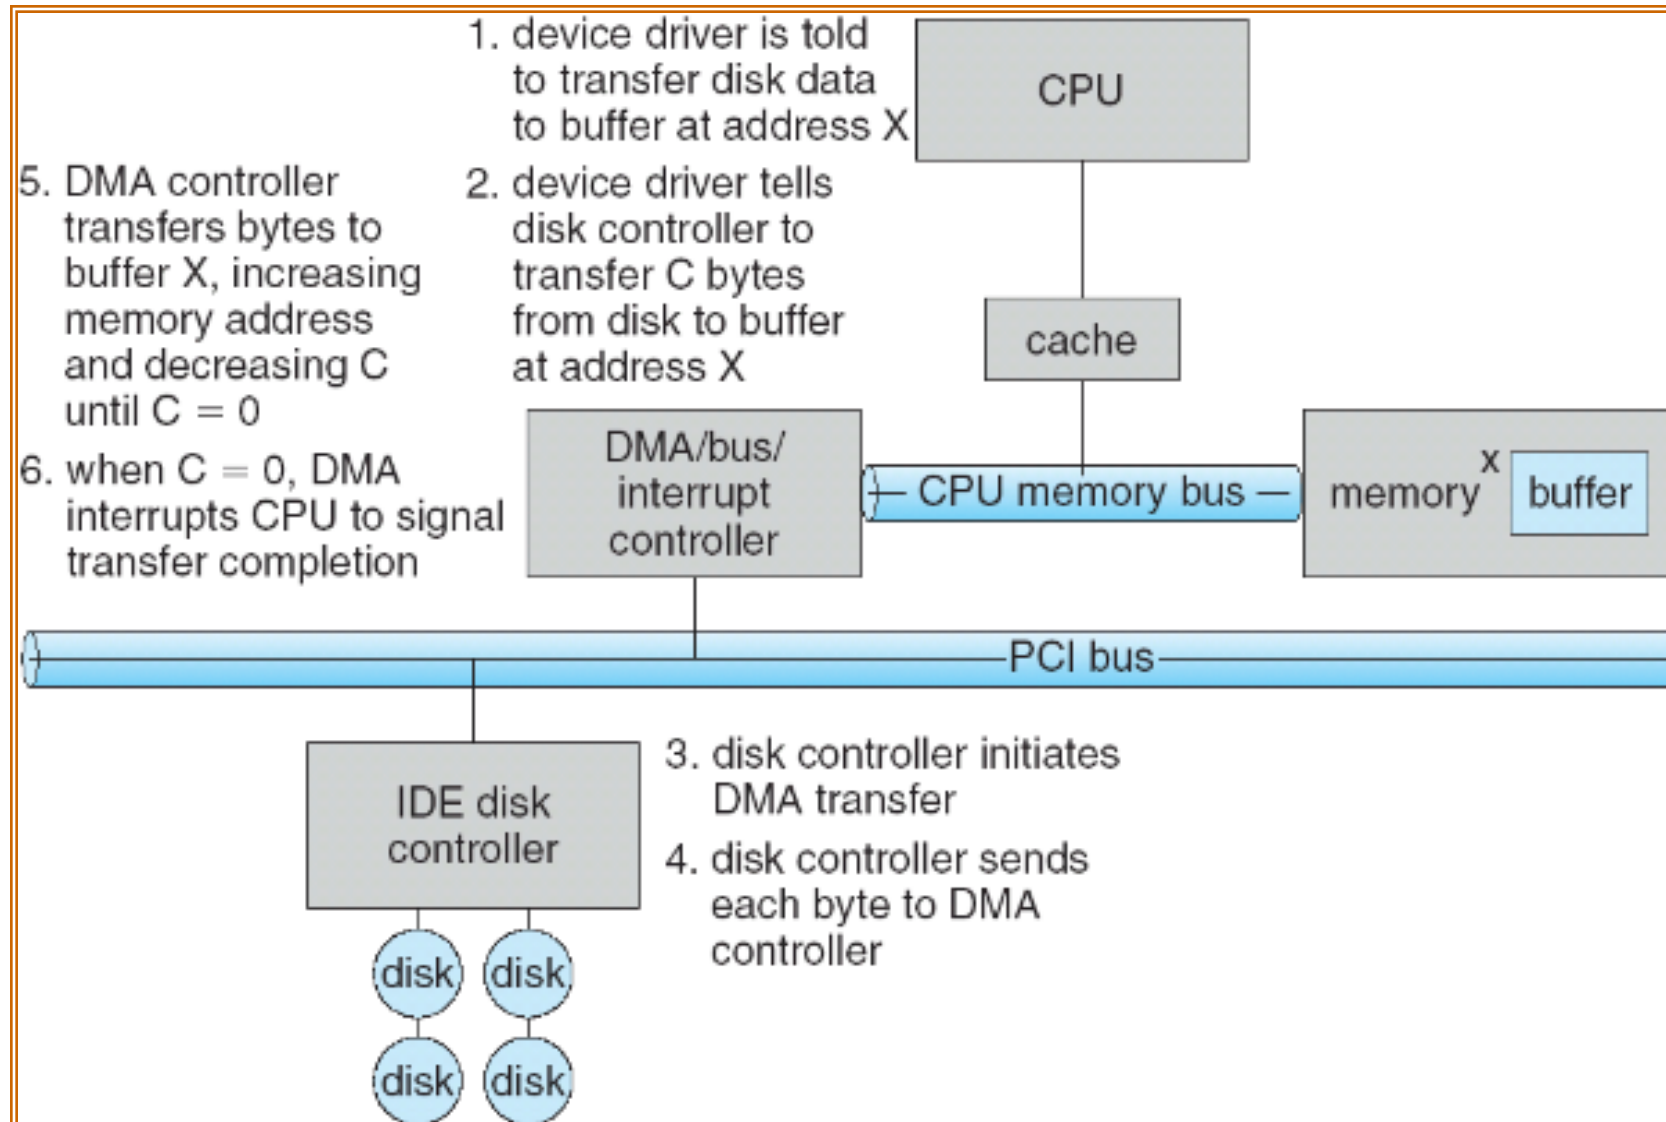 1. device driver is told
to transfer disk data
to buffer at address X
CPU
5. DMA controller
transfers bytes to
buffer X, increasing
memory address
and decreasing C
until C = 0
2. device driver tells
disk controller to
transfer C bytes
from disk to buffer
at address X
cache
6. when C = 0, DMA
interrupts CPU to signal
transfer completion
DMA/bus/
interrupt
controller
CPU memory bus
memory
x
buffer
PCI bus
IDE disk
controller
3. disk controller initiates
DMA transfer
4. disk controller sends
each byte to DMA
controller
disk
disk
disk
disk